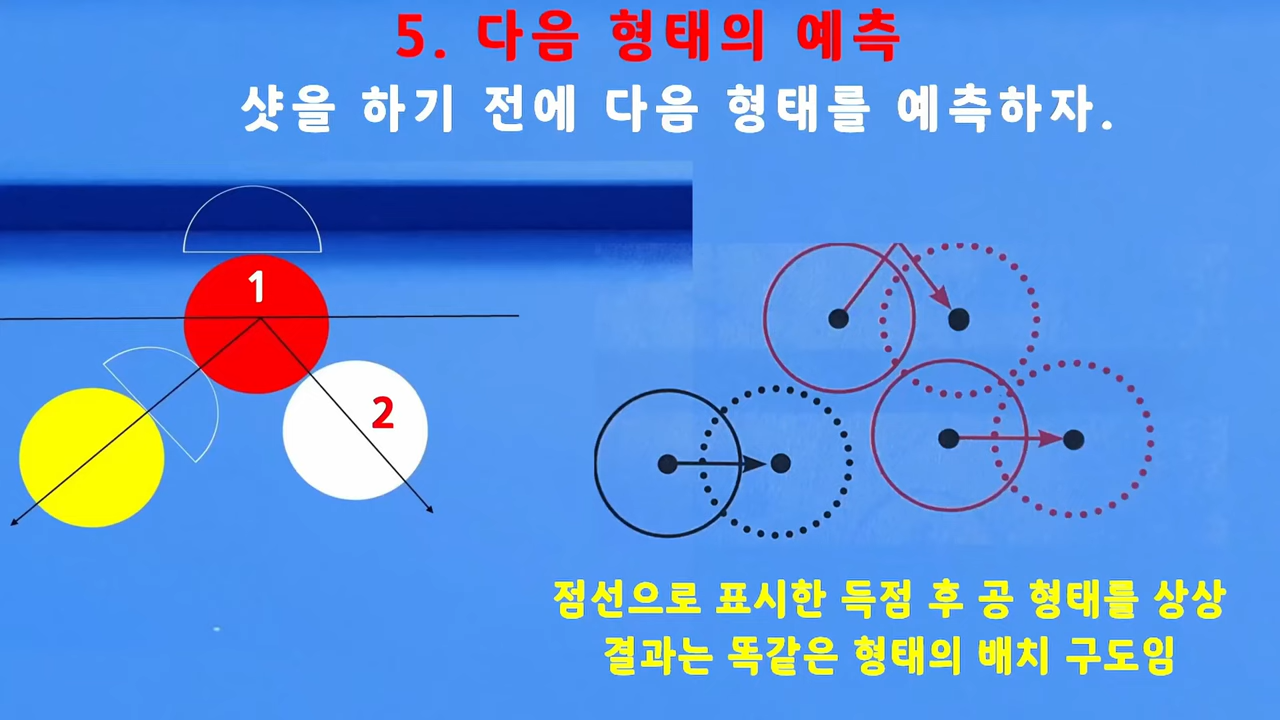 5. 다음 형태의 예측
샷을 하기 전에 다음 형태를 예측하자.
1
2
점선으로 표시한 득점 후 공 형태를 상상
결과는 똑같은 형태의 배치 구도임